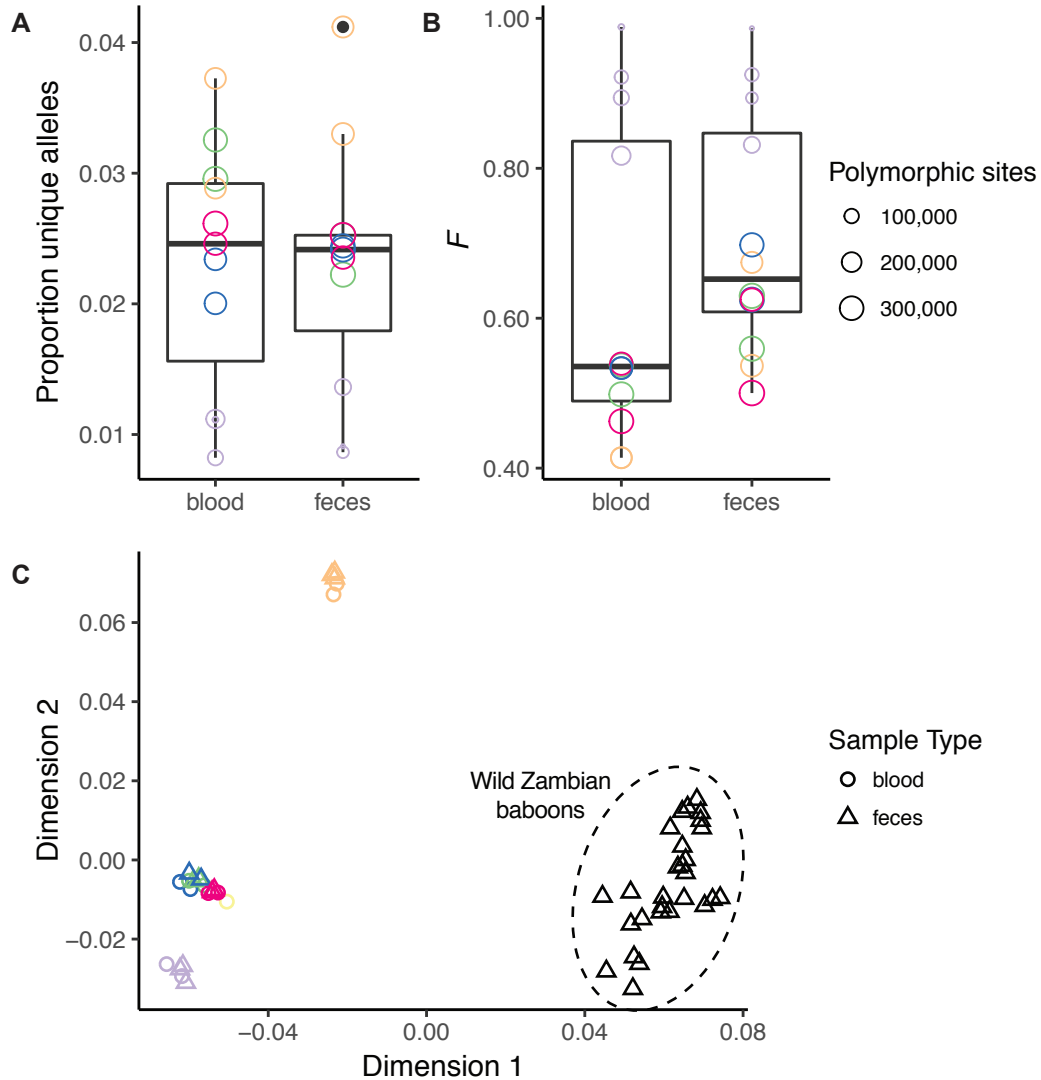 A
B
Proportion unique alleles
0.04
0.03
0.02
0.01
blood
feces
F
1.00
0.80
0.60
0.40
blood
feces
Polymorphic sites
100,000
200,000
300,000
C
Dimension 2
0.06
0.04
0.02
0.00
−0.02
Wild Zambian
baboons
−0.04
0.00
0.04
0.08
Dimension 1
Sample Type
blood
feces